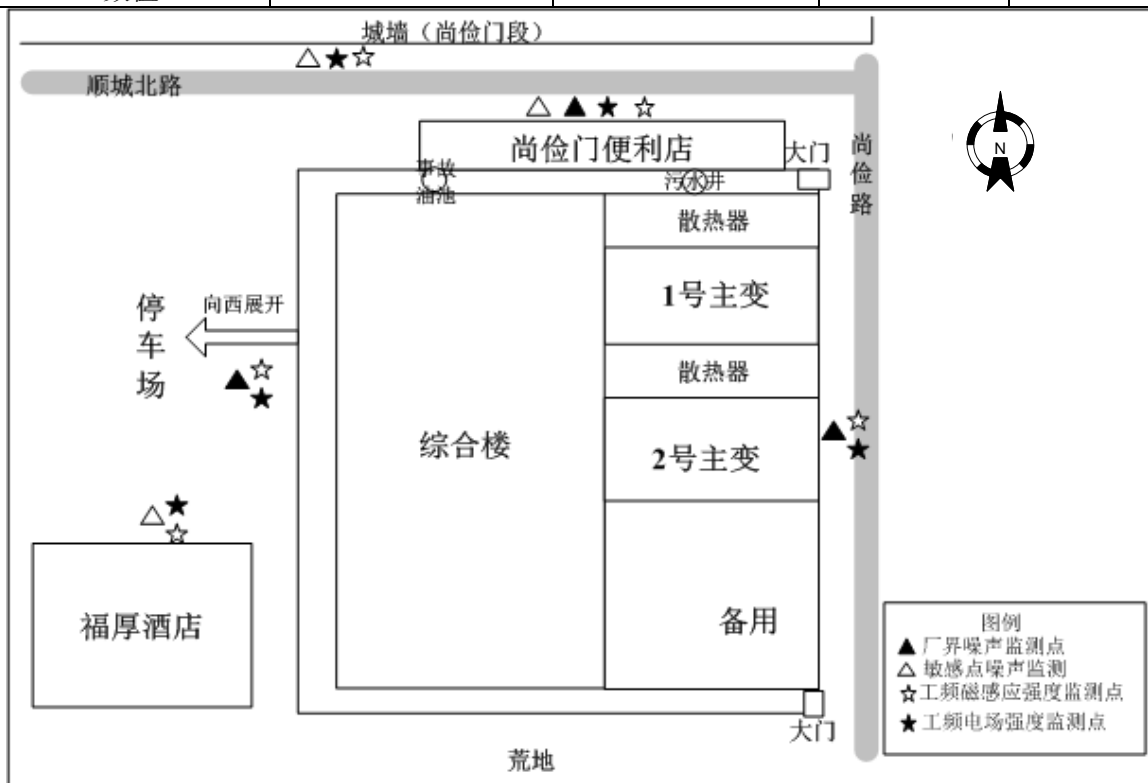 城墙（尚俭门段）
顺城北路
尚俭门便利店
大门
尚俭路
N
事故
油池
污水井
散热器
1号主变
停车场
向西展开
散热器
综合楼
2号主变
福厚酒店
备用
大门
荒地
图例
厂界噪声监测点
敏感点噪声监测
工频磁感应强度监测点
工频电场强度监测点